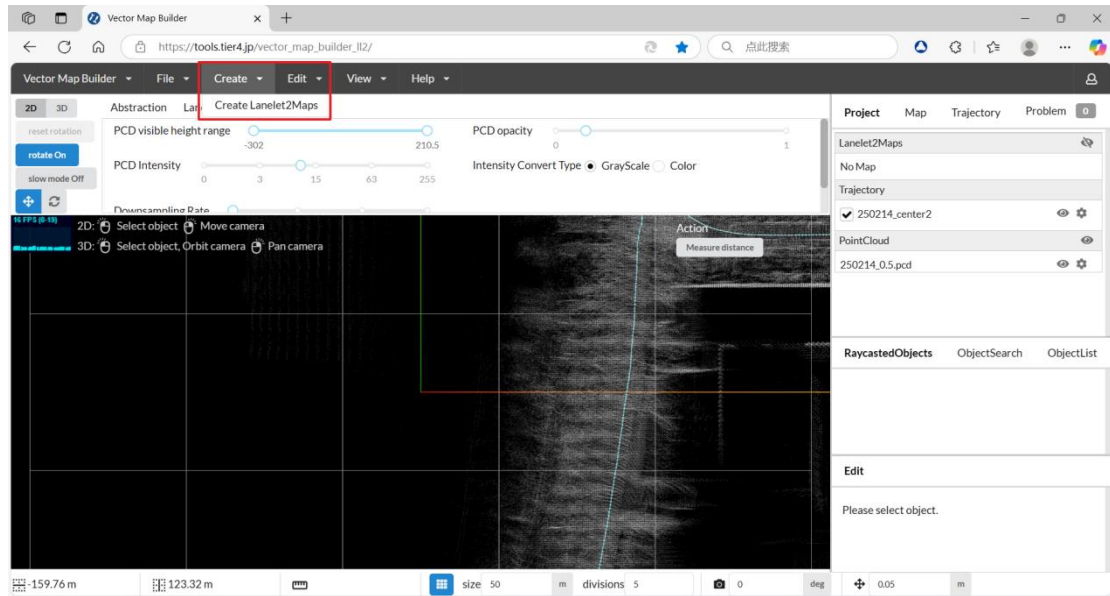 Vector Map Builder
https://tools.tier4.jp/vector_map_builder_ll2/
点此搜索
Vector Map Builder File Create Edit View Help
Create Lanelet2Maps
2D 3D
Abstraction
reset rotation
rotate On
slow mode Off
PCD visible height range
-302 210.5
PCD opacity
0 1
PCD Intensity
0 3 15 63 255
Intensity Convert Type GrayScale Color
Downsampling Rate
16 FPS (0-19)
2D: Select object Move camera
3D: Select object, Orbit camera Pan camera
Action
Measure distance
Project Map Trajectory Problem 0
Lanelet2Maps
No Map
Trajectory
250214_center2
PointCloud
250214_0.5.pcd
RaycastedObjects ObjectSearch ObjectList
Edit
Please select object.
-159.76 m 123.32 m size 50 m divisions 5 0 deg 0.05 m